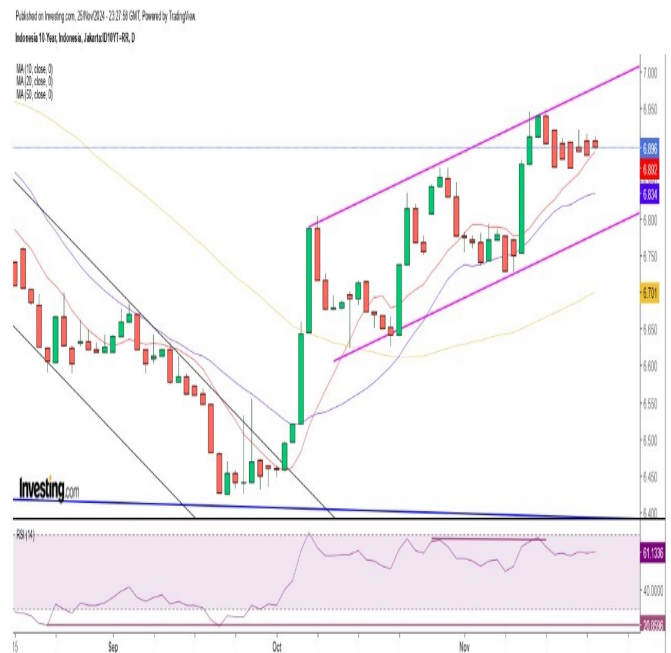 Published on Investing.com, 25/Nov/2024 - 23:27:58 GMT, Powered by TradingView.
Indonesia 10-Year, Indonesia, Jakarta:ID10YT=RR, D
MA (10, close, 0)
MA (20, close, 0)
MA (50, close, 0)
7.000
6.950
6.896
6.892
6.834
6.800
6.750
6.701
6.650
6.600
6.550
6.500
6.450
6.400
Investing.com
RSI (14)
61.1336
40.0000
20.8596
15
Sep
Oct
Nov